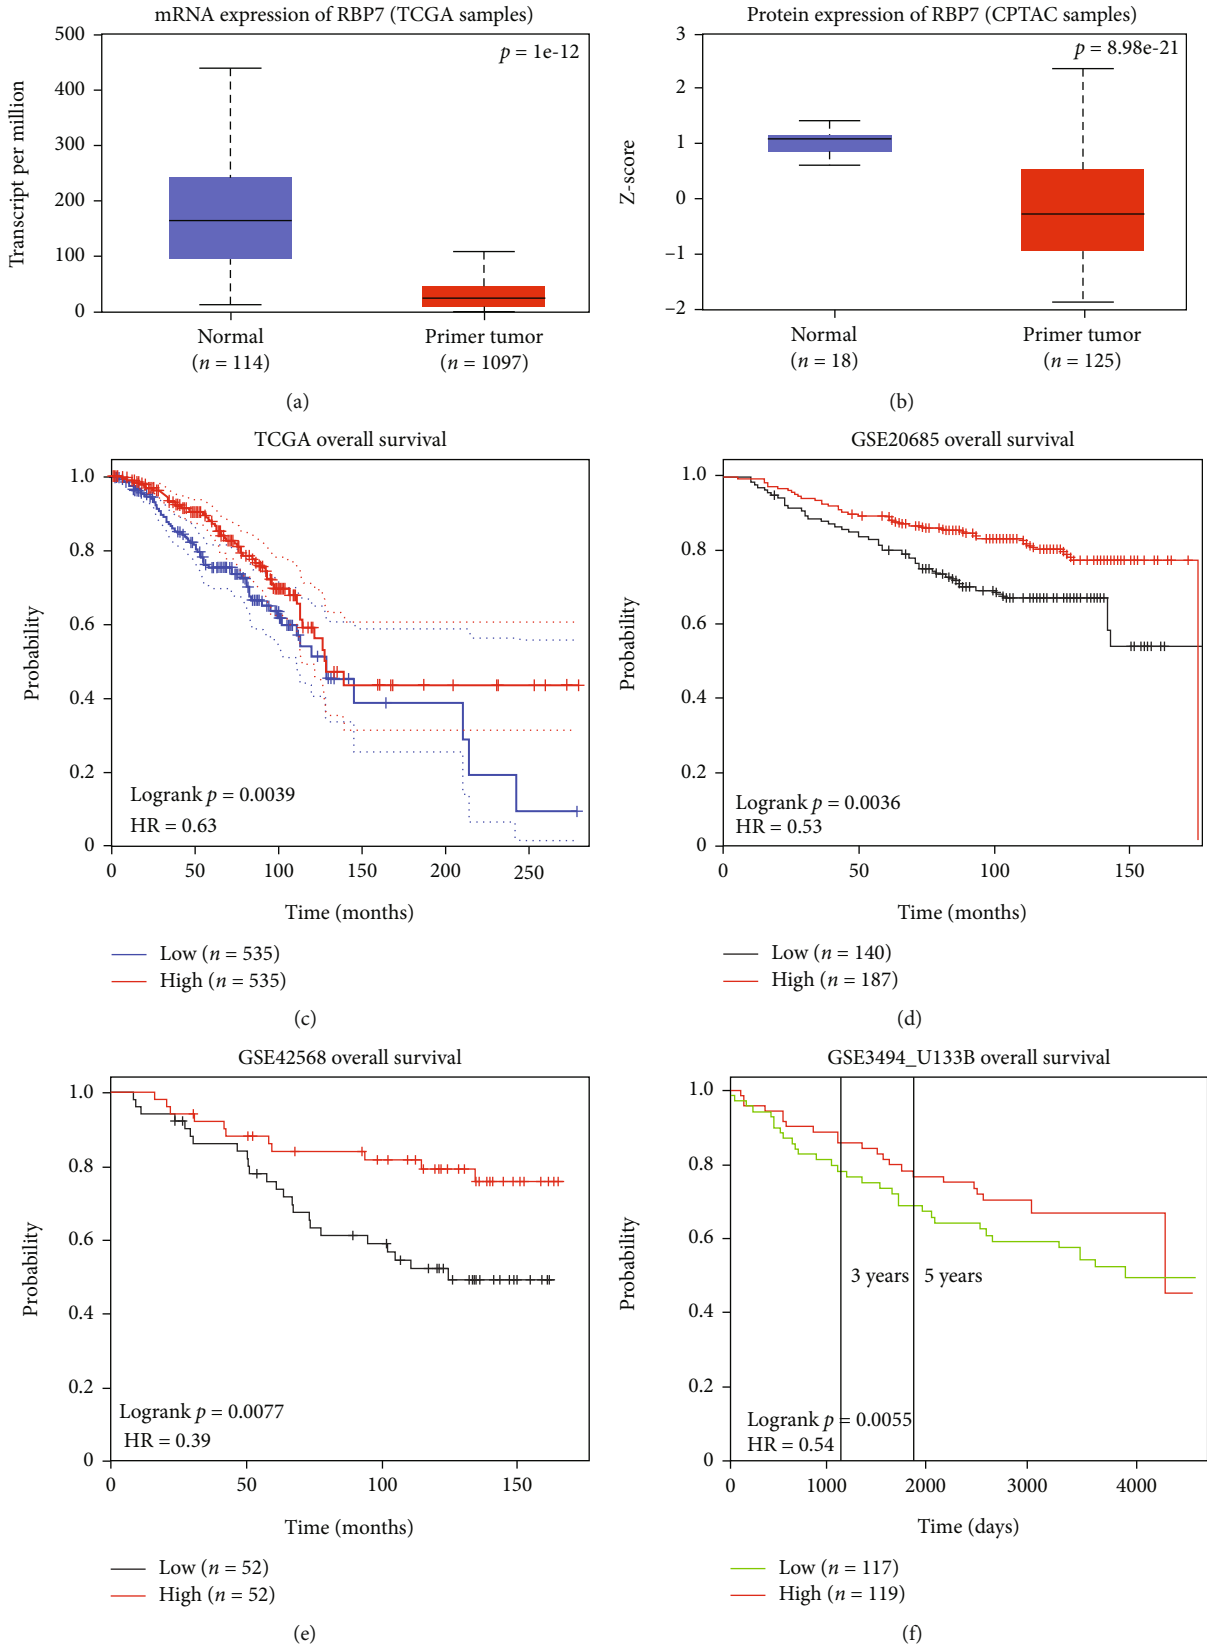 mRNA expression of RBP7 (TCGA samples)
p = 1e-12
Transcript per million
500
400
300
200
100
0
Normal
(n = 114)
Primer tumor
(n = 1097)
(a)
Protein expression of RBP7 (CPTAC samples)
p = 8.98e-21
Z-score
3
2
1
0
−1
−2
Normal
(n = 18)
Primer tumor
(n = 125)
(b)
TCGA overall survival
Probability
1.0
0.8
0.6
0.4
0.2
0
Logrank p = 0.0039
HR = 0.63
0 50 100 150 200 250
Time (months)
Low (n = 535)
High (n = 535)
(c)
GSE20685 overall survival
Probability
1.0
0.8
0.6
0.4
0.2
0
Logrank p = 0.0036
HR = 0.53
0 50 100 150
Time (months)
Low (n = 140)
High (n = 187)
(d)
GSE42568 overall survival
Probability
1.0
0.8
0.6
0.4
0.2
0
Logrank p = 0.0077
HR = 0.39
0 50 100 150
Time (months)
Low (n = 52)
High (n = 52)
(e)
GSE3494_U133B overall survival
Probability
1.0
0.8
0.6
0.4
0.2
0
3 years 5 years
Logrank p = 0.0055
HR = 0.54
0 1000 2000 3000 4000
Time (days)
Low (n = 117)
High (n = 119)
(f)